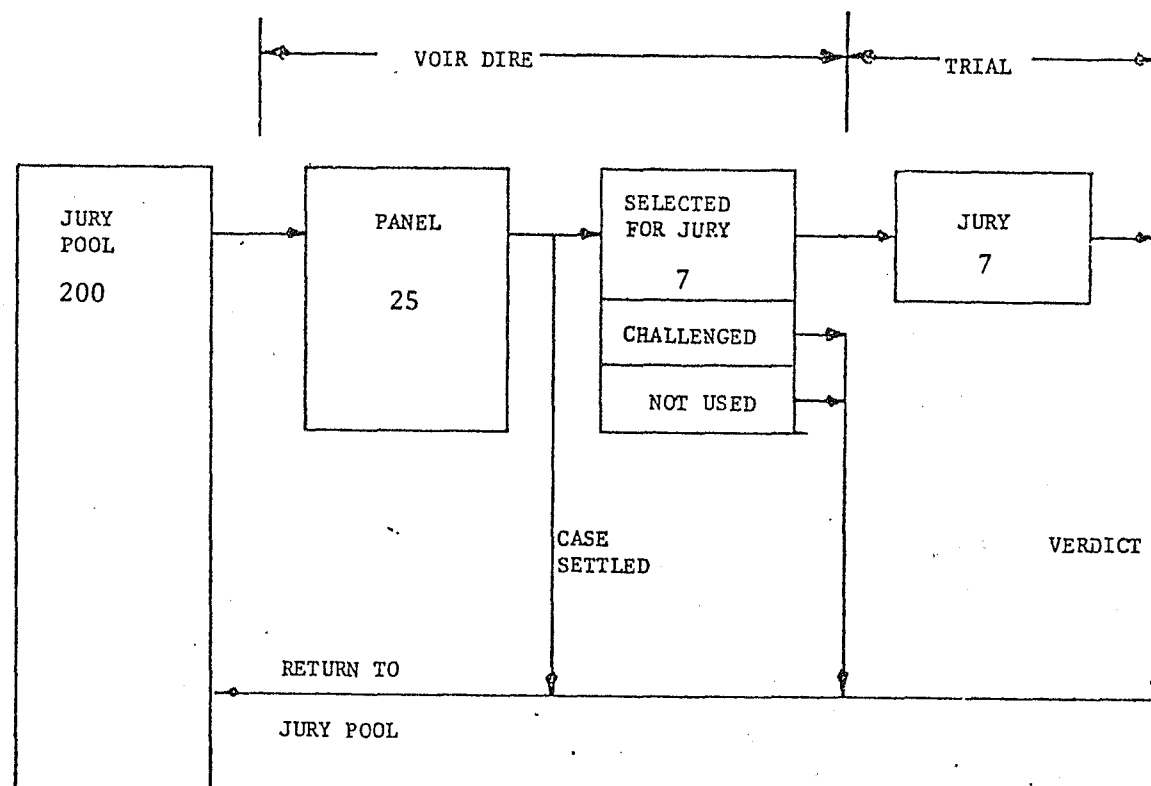 VOIR DIRE
TRIAL
JURY
POOL
200
PANEL
25
SELECTED
FOR JURY
7
CHALLENGED
NOT USED
JURY
7
CASE
SETTLED
VERDICT
RETURN TO
JURY POOL